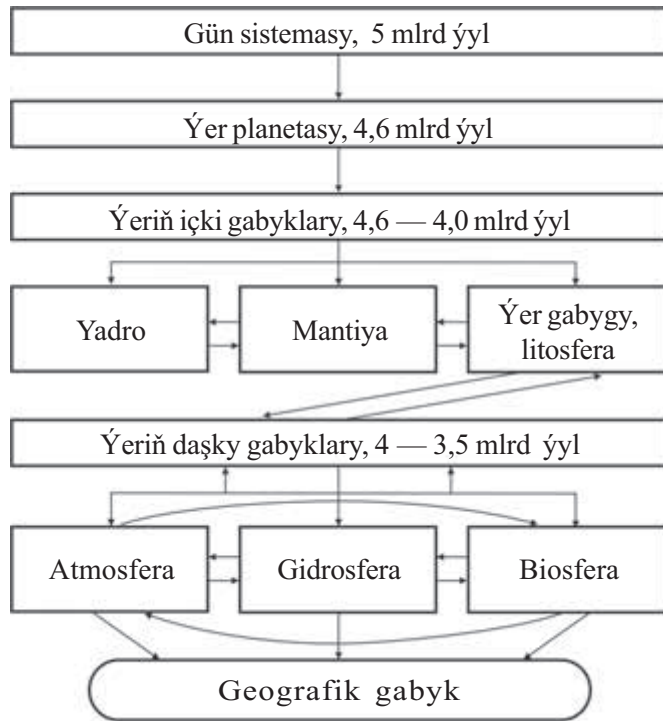 Gün sistemasy, 5 mlrd ýyl
Ýer planetasy, 4,6 mlrd ýyl
Ýeriň içki gabyklary, 4,6 — 4,0 mlrd ýyl
Yadro
Mantiya
Ýer gabygy,
litosfera
Ýeriň daşky gabyklary, 4 — 3,5 mlrd ýyl
Atmosfera
Gidrosfera
Biosfera
Geografik gabyk